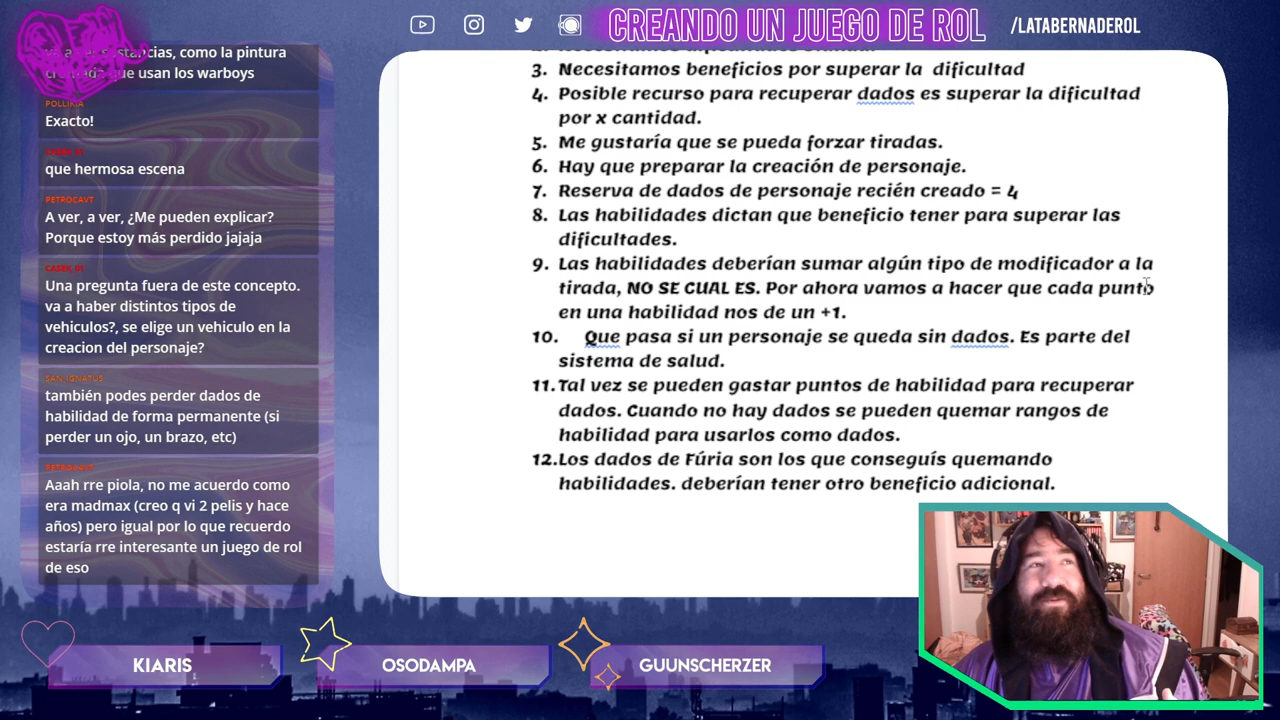 CREANDO UN JUEGO DE ROL
/LATABERNADEROL
como la pintura
que usan los warboys
POLLIKIA
Exacto!
que hermosa escena
PETROCAVT
A ver, a ver, ¿Me pueden explicar?
Porque estoy más perdido jajaja
Una pregunta fuera de este concepto.
va a haber distintos tipos de
vehiculos?, se elige un vehiculo en la
creacion del personaje?
SAN IGNATUS
también podes perder dados de
habilidad de forma permanente (si
perder un ojo, un brazo, etc)
PETROCAVT
Aaah rre piola, no me acuerdo como
era madmax (creo q vi 2 pelis y hace
años) pero igual por lo que recuerdo
estaría rre interesante un juego de rol
de eso
3. Necesitamos beneficios por superar la dificultad
4. Posible recurso para recuperar dados es superar la dificultad
por x cantidad.
5. Me gustaría que se pueda forzar tiradas.
6. Hay que preparar la creación de personaje.
7. Reserva de dados de personaje recién creado = 4
8. Las habilidades dictan que beneficio tener para superar las
dificultades.
9. Las habilidades deberían sumar algún tipo de modificador a la
tirada, NO SE CUAL ES. Por ahora vamos a hacer que cada punto
en una habilidad nos de un +1.
10. Que pasa si un personaje se queda sin dados. Es parte del
sistema de salud.
11. Tal vez se pueden gastar puntos de habilidad para recuperar
dados. Cuando no hay dados se pueden quemar rangos de
habilidad para usarlos como dados.
12. Los dados de Fúria son los que conseguís quemando
habilidades. deberían tener otro beneficio adicional.
KIARIS
OSODAMPA
GUUNSCHERZER